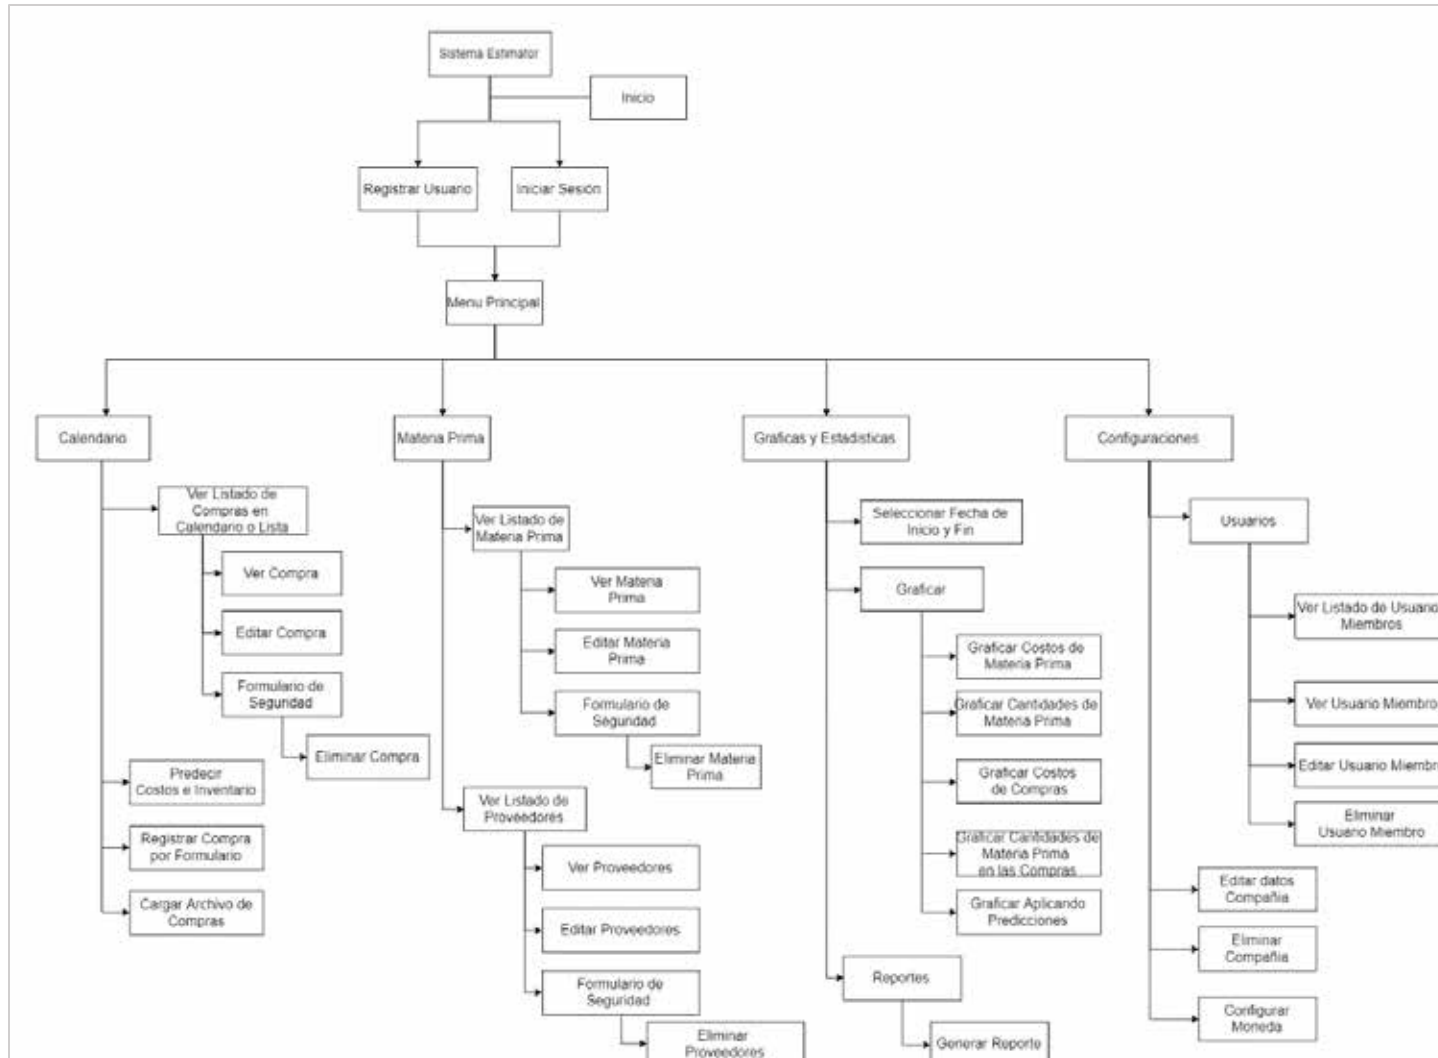 Sistema Estimator
Inicio
Registrar Usuario
Iniciar Sesión
Menu Principal
Calendario
Ver Listado de
Compras en
Calendario o Lista
Ver Compra
Editar Compra
Formulario de
Seguridad
Eliminar Compra
Predecir
Costos e Inventario
Registrar Compra
por Formulario
Cargar Archivo de
Compras
Materia Prima
Ver Listado de
Materia Prima
Ver Materia
Prima
Editar Materia
Prima
Formulario de
Seguridad
Eliminar Materia
Prima
Ver Listado de
Proveedores
Ver Proveedores
Editar Proveedores
Formulario de
Seguridad
Eliminar
Proveedores
Graficas y Estadisticas
Seleccionar Fecha de
Inicio y Fin
Graficar
Graficar Costos de
Materia Prima
Graficar Cantidades de
Materia Prima
Graficar Costos
de Compras
Graficar Cantidades de
Materia Prima
en las Compras
Graficar Aplicando
Predicciones
Reportes
Generar Reporte
Configuraciones
Usuarios
Ver Listado de Usuario
Miembros
Ver Usuario Miembro
Editar Usuario Miembro
Eliminar
Usuario Miembro
Editar datos
Compañia
Eliminar
Compañia
Configurar
Moneda